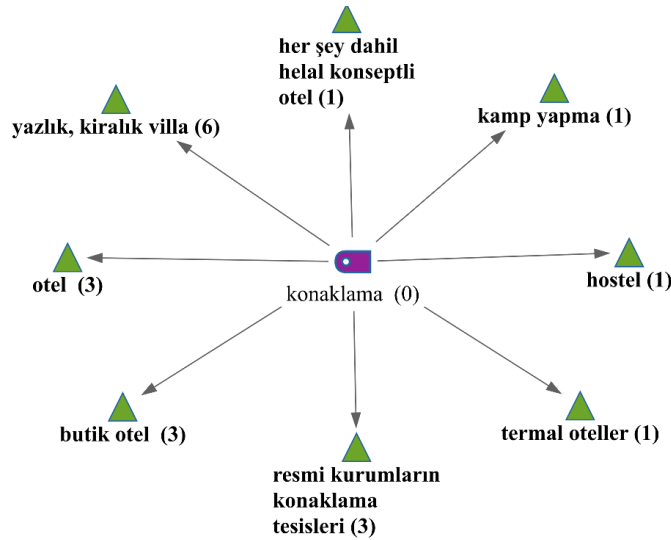 her şey dahil
helal konseptli
otel (1)
kamp yapma (1)
yazlık, kiralık villa (6)
otel  (3)
hostel (1)
konaklama  (0)
butik otel  (3)
termal oteller (1)
resmi kurumların
konaklama
tesisleri (3)